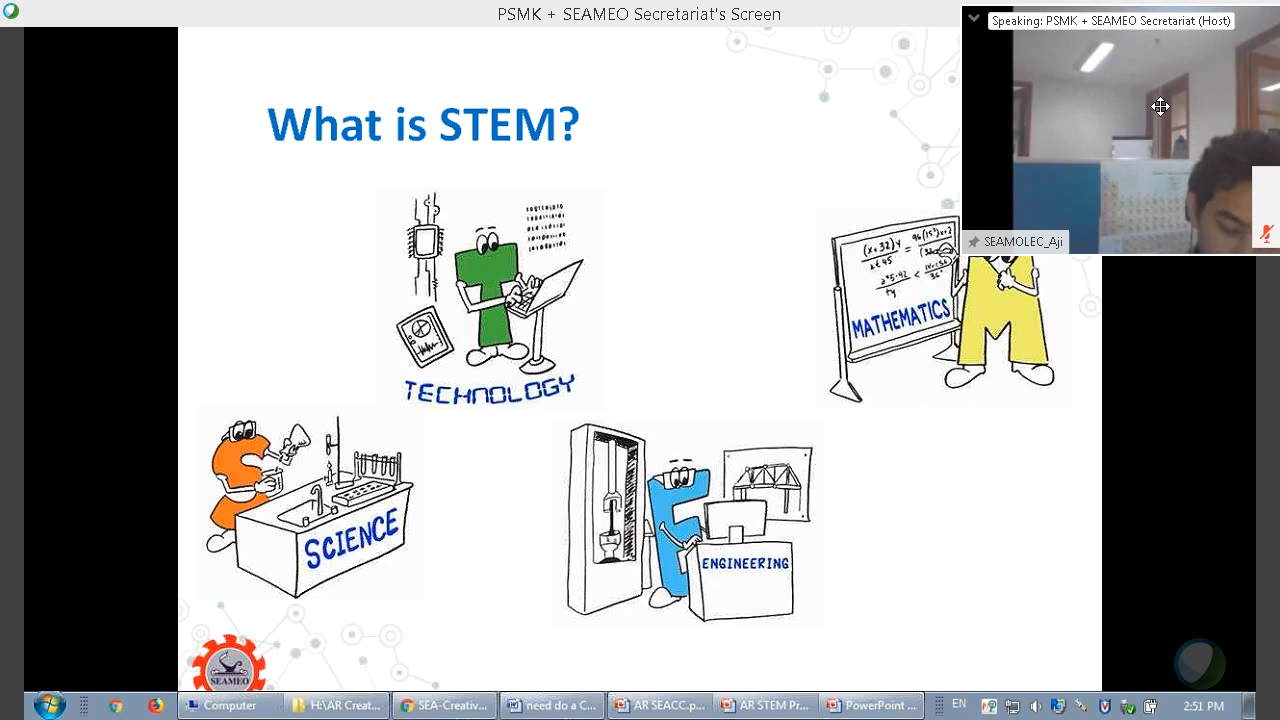 PSMK + SEAMEO Secretariat's Screen
Speaking: PSMK + SEAMEO Secretariat (Host)
SEAMOLEC_Aji
What is STEM?
TECHNOLOGY
MATHEMATICS
SCIENCE
ENGINEERING
SEAMEO
Computer
H:\AR Creat...
SEA-Creativ...
need do a C...
AR SEACC.p...
AR STEM Pr...
PowerPoint ...
EN
2:51 PM